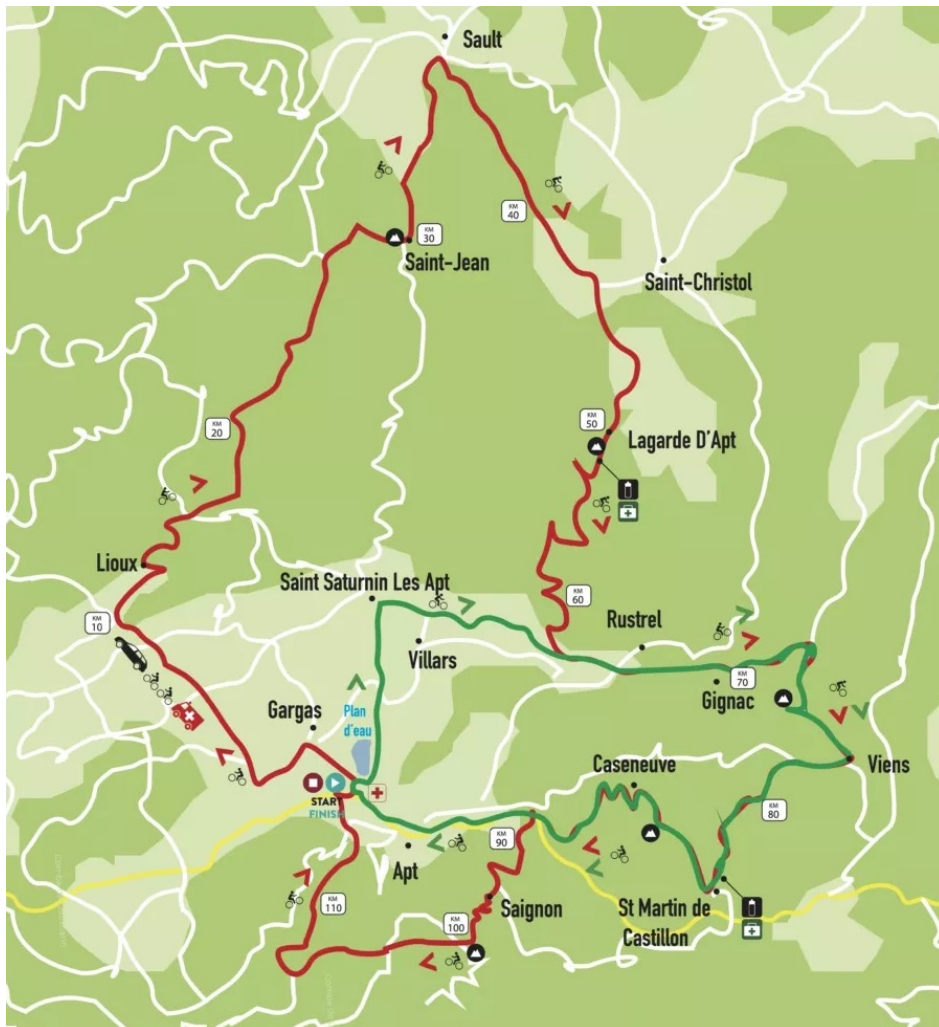 Sault
KM
40
KM
30
Saint-Jean
Saint-Christol
KM
20
KM
50
Lagarde D'Apt
Lioux
Saint Saturnin Les Apt
KM
60
KM
10
Rustrel
Villars
KM
70
Gignac
Gargas
Plan
d'eau
Viens
Caseneuve
START
FINISH
KM
80
KM
90
Apt
Saignon
St Martin de
Castillon
KM
110
KM
100